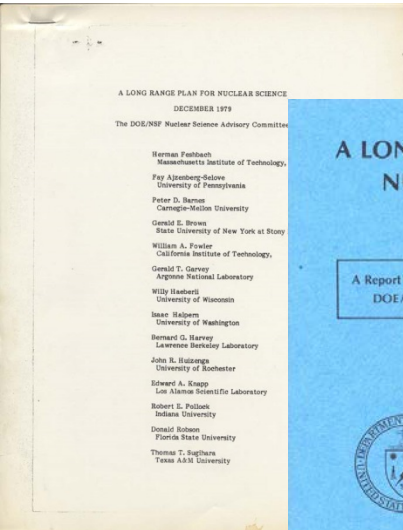 A LONG RANGE PLAN FOR NUCLEAR SCIENCE
DECEMBER 1979
The DOE/NSF Nuclear Science Advisory Committee
Herman Feshbach
Massachusetts Institute of Technology,
Fay Ajzenberg-Selove
University of Pennsylvania
Peter D. Barnes
Carnegie-Mellon University
Gerald E. Brown
State University of New York at Stony
William A. Fowler
California Institute of Technology,
Gerald T. Garvey
Argonne National Laboratory
Willy Haeberli
University of Wisconsin
Isaac Halpern
University of Washington
Bernard G. Harvey
Lawrence Berkeley Laboratory
John R. Huizenga
University of Rochester
Edward A. Knapp
Los Alamos Scientific Laboratory
Robert E. Pollock
Indiana University
Donald Robson
Florida State University
Thomas T. Sugihara
Texas A&M University
A LON
N
A Report
DOE/
DEPARTMENT
UNITED STAT